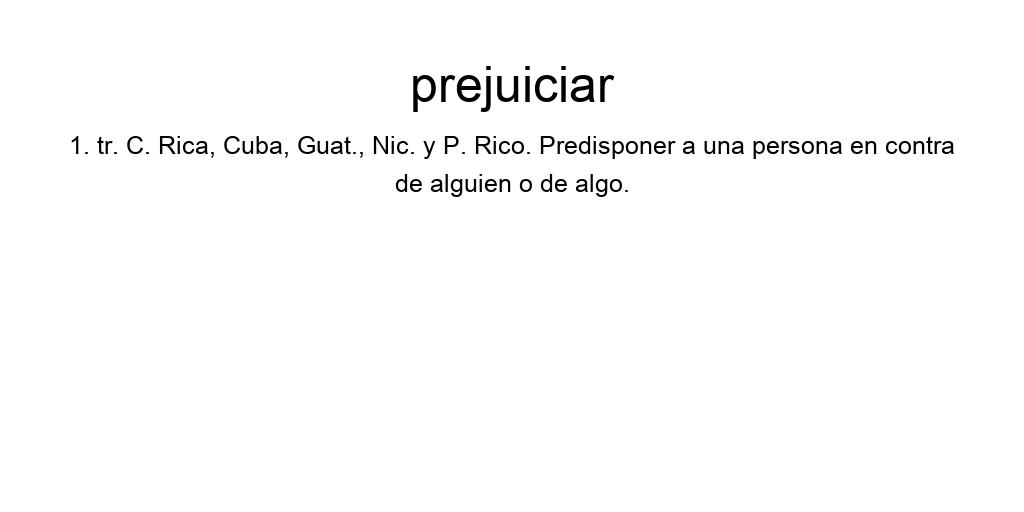 prejuiciar
1. tr. C. Rica, Cuba, Guat., Nic. y P. Rico. Predisponer a una persona en contra
de alguien o de algo.